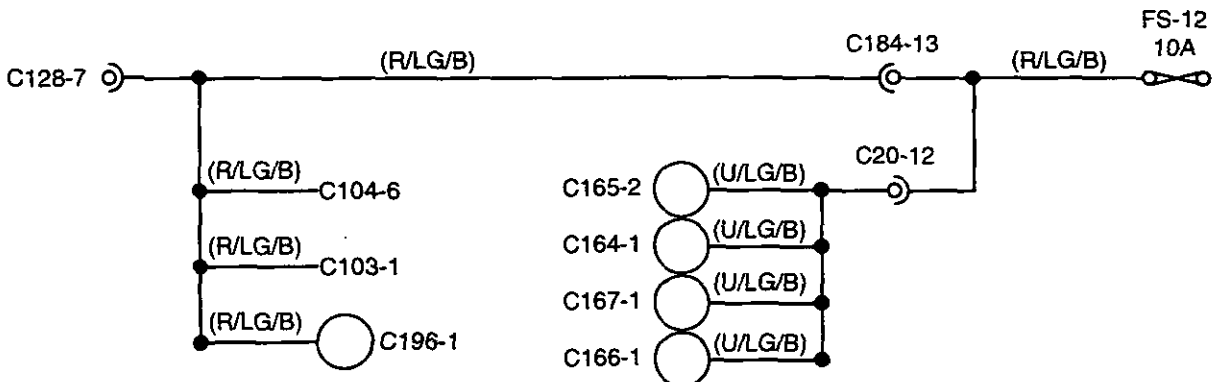 FS-12
10A
C184-13
C128-7
(R/LG/B)
(R/LG/B)
C20-12
(R/LG/B)
C104-6
C165-2
(U/LG/B)
C164-1
(U/LG/B)
(R/LG/B)
C103-1
C167-1
(U/LG/B)
(R/LG/B)
C196-1
C166-1
(U/LG/B)